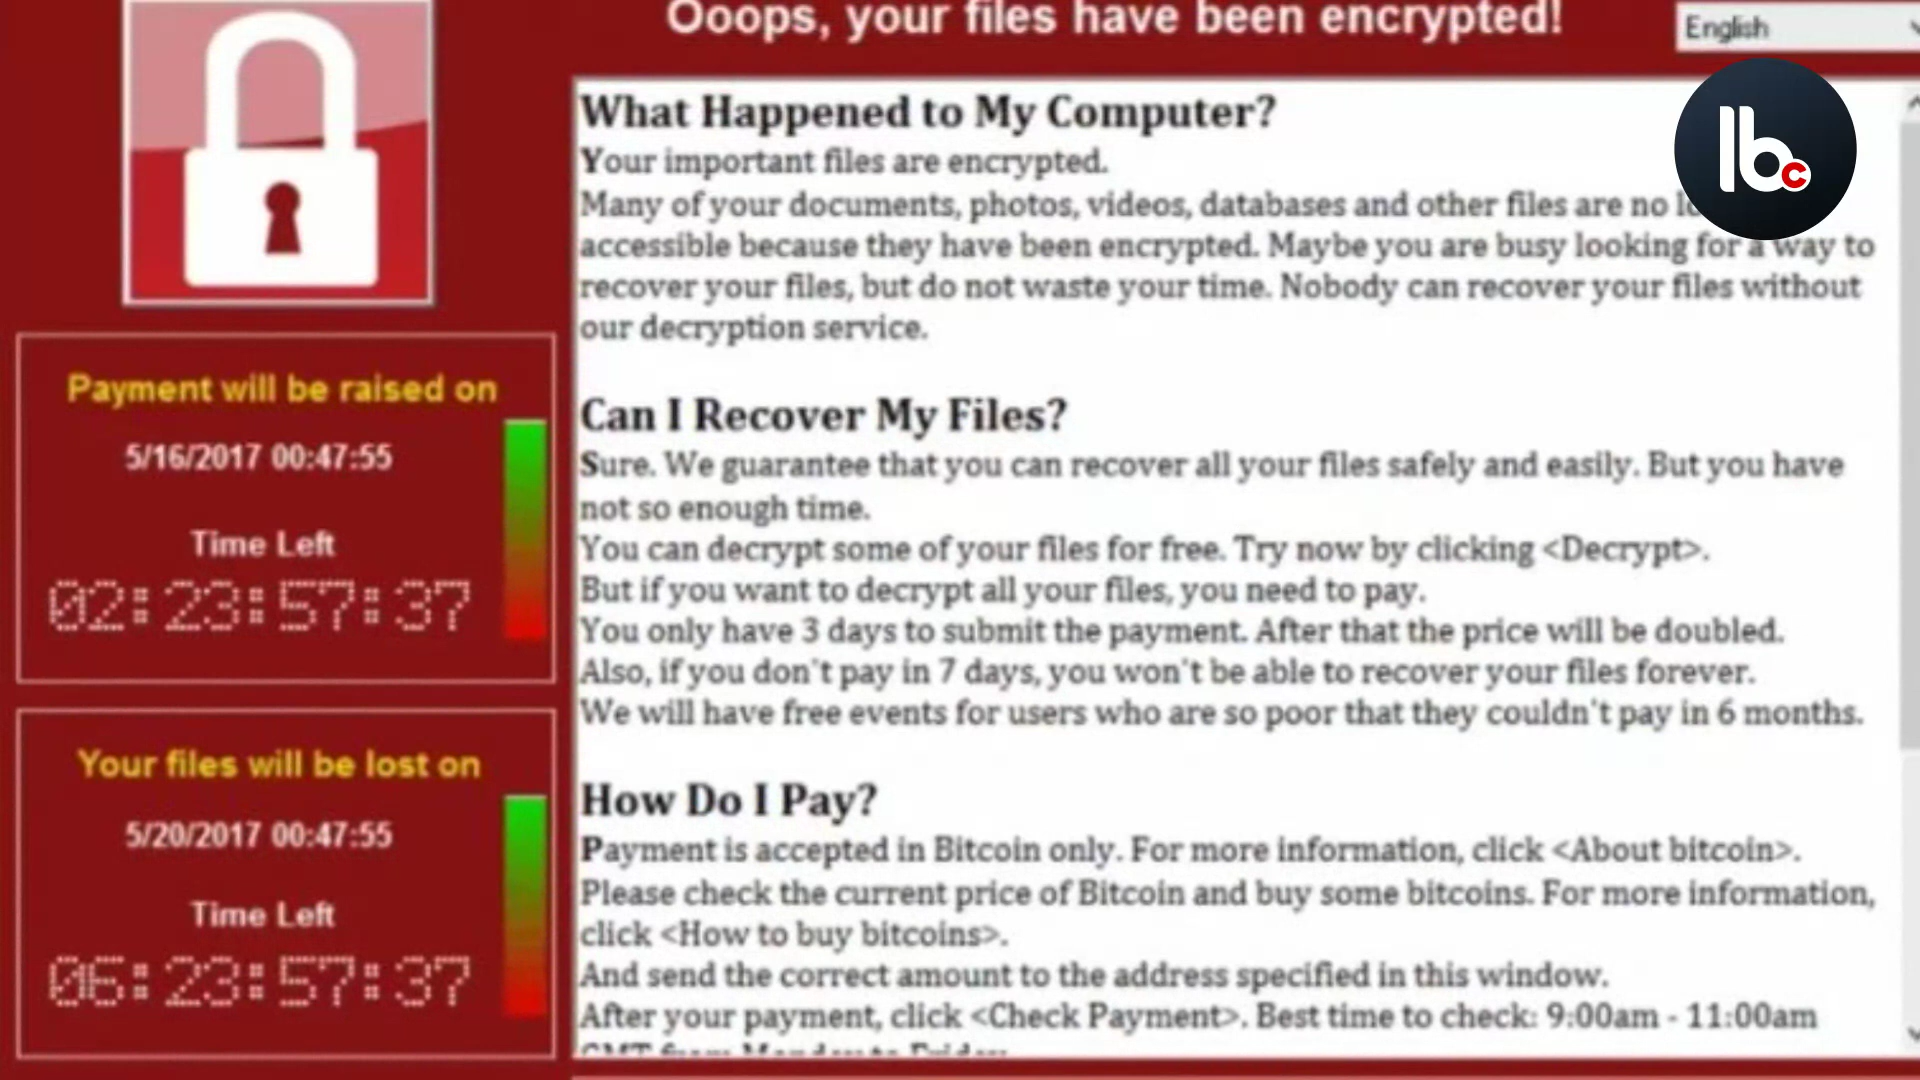 Ooops, your files have been encrypted!
English
lbc
What Happened to My Computer?
Your important files are encrypted.
Many of your documents, photos, videos, databases and other files are no
accessible because they have been encrypted. Maybe you are busy looking for a way to
recover your files, but do not waste your time. Nobody can recover your files without
our decryption service.
Can I Recover My Files?
Sure. We guarantee that you can recover all your files safely and easily. But you have
not so enough time.
You can decrypt some of your files for free. Try now by clicking <Decrypt>.
But if you want to decrypt all your files, you need to pay.
You only have 3 days to submit the payment. After that the price will be doubled.
Also, if you don't pay in 7 days, you won't be able to recover your files forever.
We will have free events for users who are so poor that they couldn't pay in 6 months.
How Do I Pay?
Payment is accepted in Bitcoin only. For more information, click <About bitcoin>.
Please check the current price of Bitcoin and buy some bitcoins. For more information,
click <How to buy bitcoins>.
And send the correct amount to the address specified in this window.
After your payment, click <Check Payment>. Best time to check: 9:00am - 11:00am
GMT from Monday to Friday.
Payment will be raised on
5/16/2017 00:47:55
Time Left
02:23:57:37
Your files will be lost on
5/20/2017 00:47:55
Time Left
06:23:57:37